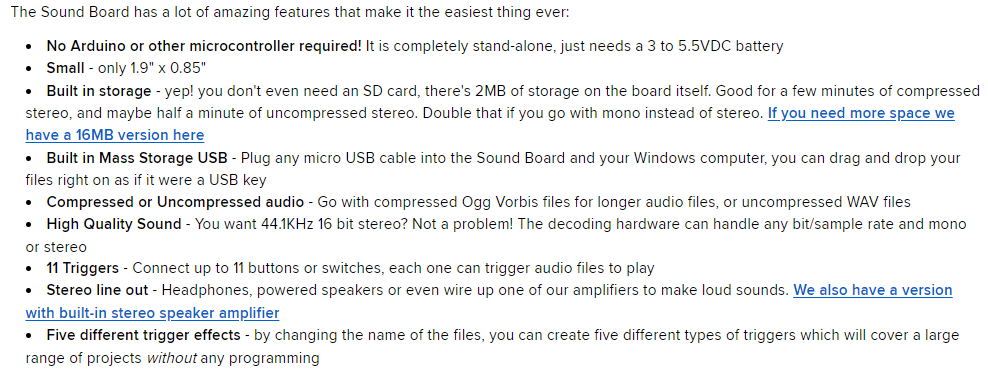 The Sound Board has a lot of amazing features that make it the easiest thing ever:
• No Arduino or other microcontroller required! It is completely stand-alone, just needs a 3 to 5.5VDC battery
• Small - only 1.9" x 0.85"
• Built in storage - yep! you don't even need an SD card, there's 2MB of storage on the board itself. Good for a few minutes of compressed
stereo, and maybe half a minute of uncompressed stereo. Double that if you go with mono instead of stereo. If you need more space we
have a 16MB version here
• Built in Mass Storage USB - Plug any micro USB cable into the Sound Board and your Windows computer, you can drag and drop your
files right on as if it were a USB key
• Compressed or Uncompressed audio - Go with compressed Ogg Vorbis files for longer audio files, or uncompressed WAV files
• High Quality Sound - You want 44.1KHz 16 bit stereo? Not a problem! The decoding hardware can handle any bit/sample rate and mono
or stereo
• 11 Triggers - Connect up to 11 buttons or switches, each one can trigger audio files to play
• Stereo line out - Headphones, powered speakers or even wire up one of our amplifiers to make loud sounds. We also have a version
with built-in stereo speaker amplifier
• Five different trigger effects - by changing the name of the files, you can create five different types of triggers which will cover a large
range of projects without any programming